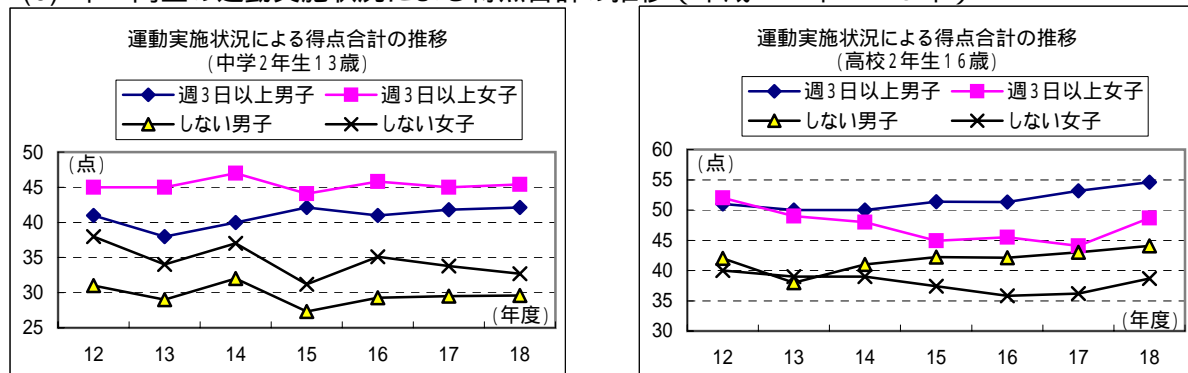 運動実施状況による得点合計の推移
(中学2年生13歳)
週3日以上男子
週3日以上女子
しない男子
しない女子
50
45
40
35
30
25
(点)
(年度)
12 13 14 15 16 17 18
運動実施状況による得点合計の推移
(高校2年生16歳)
週3日以上男子
週3日以上女子
しない男子
しない女子
60
55
50
45
40
35
30
(点)
(年度)
12 13 14 15 16 17 18